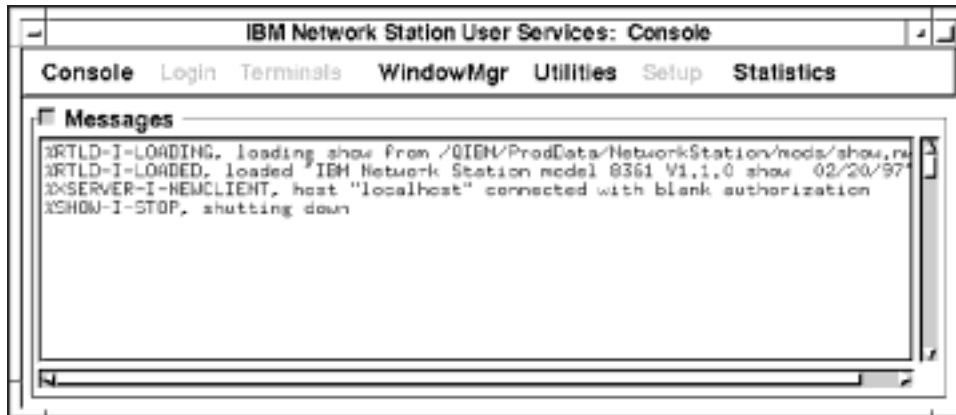 IBM Network Station User Services: Console
Console Login Terminals WindowMgr Utilities Setup Statistics
Messages
%RTLD-I-LOADING, loading show from /QIBM/ProdData/NetworkStation/mods/show.nw
%RTLD-I-LOADED, loaded "IBM Network Station model 8361 V1.1.0 show 02/20/97"
%XSERVER-I-NEWCLIENT, host "localhost" connected with blank authorization
%SHOW-I-STOP, shutting down